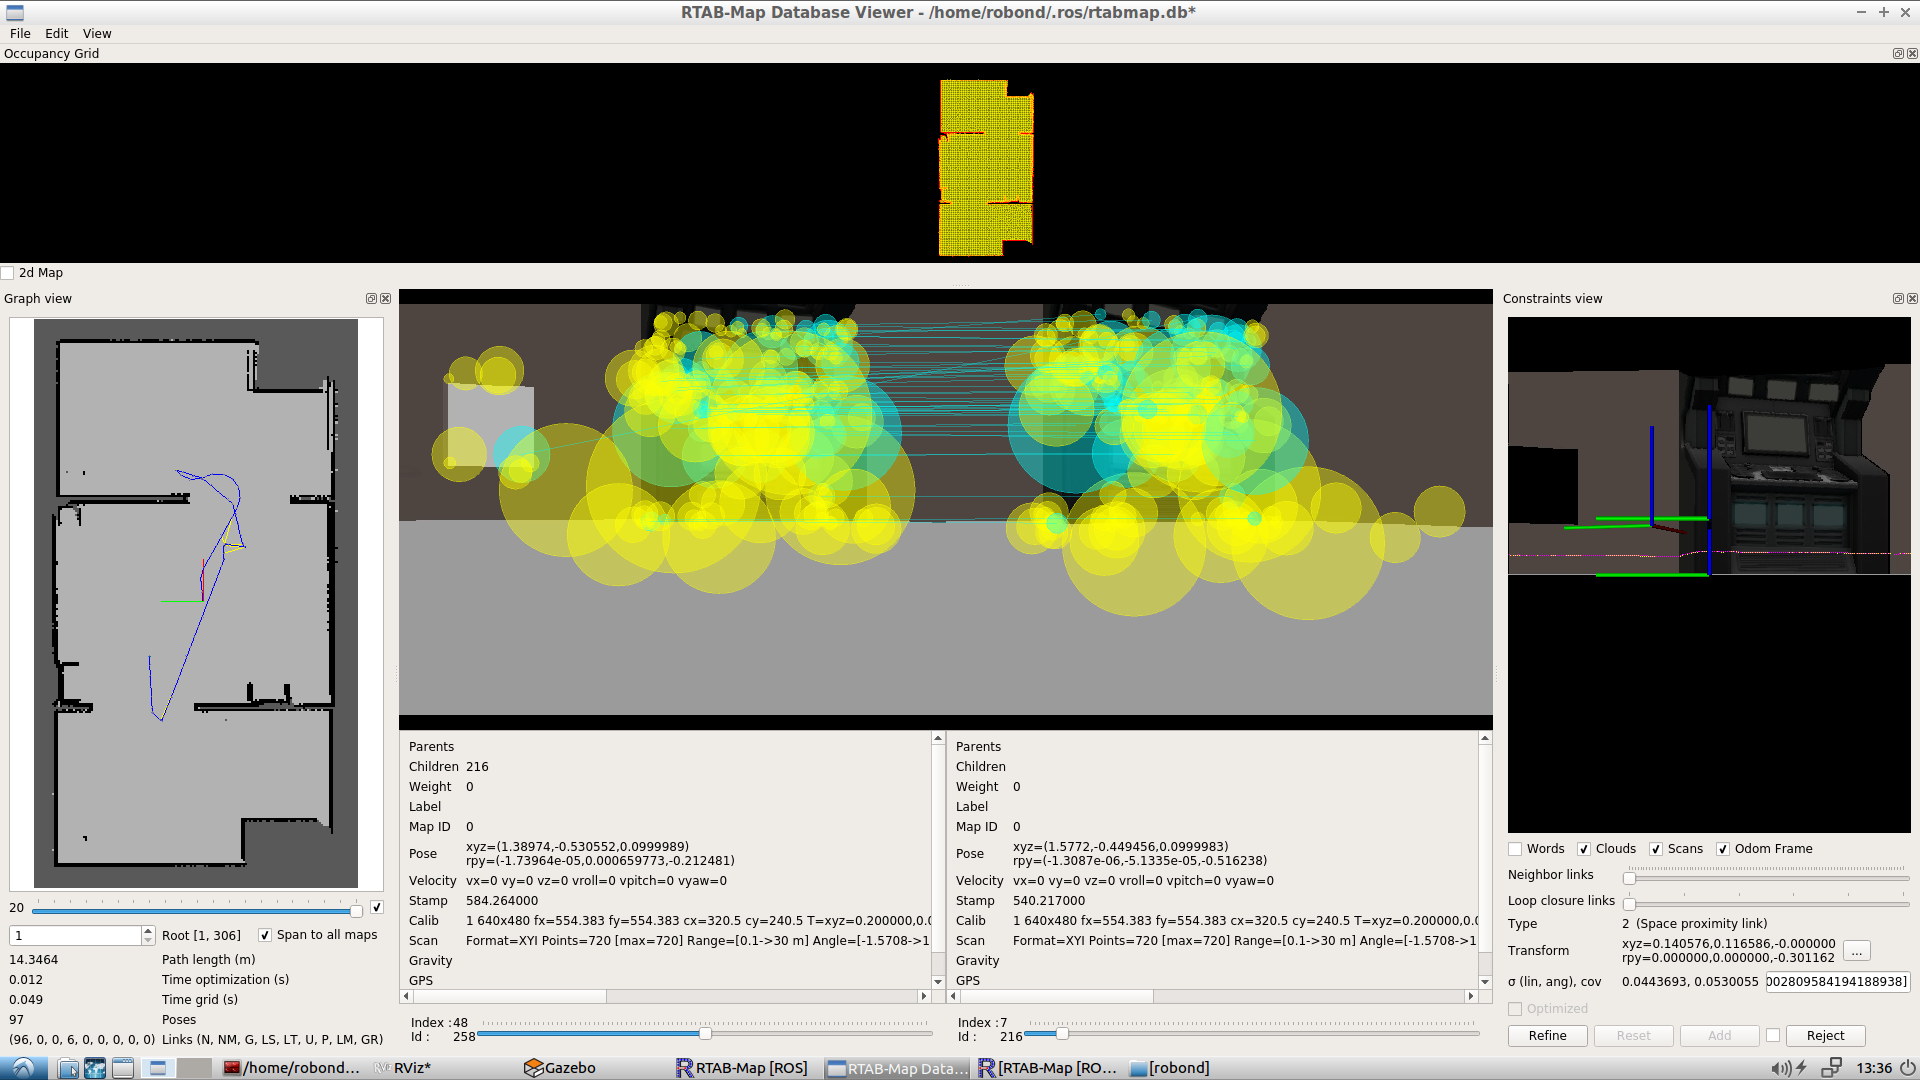 RTAB-Map Database Viewer - /home/robond/.ros/rtabmap.db*
File Edit View
Occupancy Grid
2d Map
Graph view
20
1 Root [1, 306] Span to all maps
14.3464 Path length (m)
0.012 Time optimization (s)
0.049 Time grid (s)
97 Poses
(96, 0, 0, 6, 0, 0, 0, 0, 0) Links (N, NM, G, LS, LT, U, P, LM, GR)
Parents
Children 216
Weight 0
Label
Map ID 0
Pose xyz=(1.38974,-0.530552,0.0999989)
rpy=(-1.73964e-05,0.000659773,-0.212481)
Velocity vx=0 vy=0 vz=0 vroll=0 vpitch=0 vyaw=0
Stamp 584.264000
Calib 1 640x480 fx=554.383 fy=554.383 cx=320.5 cy=240.5 T=xyz=0.200000,0.(
Scan Format=XYI Points=720 [max=720] Range=[0.1->30 m] Angle=[-1.5708->1
Gravity
GPS
Index :48
Id : 258
Parents
Children
Weight 0
Label
Map ID 0
Pose xyz=(1.5772,-0.449456,0.0999983)
rpy=(-1.3087e-06,-5.1335e-05,-0.516238)
Velocity vx=0 vy=0 vz=0 vroll=0 vpitch=0 vyaw=0
Stamp 540.217000
Calib 1 640x480 fx=554.383 fy=554.383 cx=320.5 cy=240.5 T=xyz=0.200000,0.(
Scan Format=XYI Points=720 [max=720] Range=[0.1->30 m] Angle=[-1.5708->1
Gravity
GPS
Index :7
Id : 216
Constraints view
Words Clouds Scans Odom Frame
Neighbor links
Loop closure links
Type 2 (Space proximity link)
Transform xyz=0.140576,0.116586,-0.000000
rpy=0.000000,0.000000,-0.301162 ...
σ (lin, ang), cov 0.0443693, 0.0530055 002809584194188938]
Optimized
Refine Reset Add Reject
/home/robond... RViz RViz* Gazebo RTAB-Map [ROS] RTAB-Map Data... [RTAB-Map [RO... [robond] 13:36